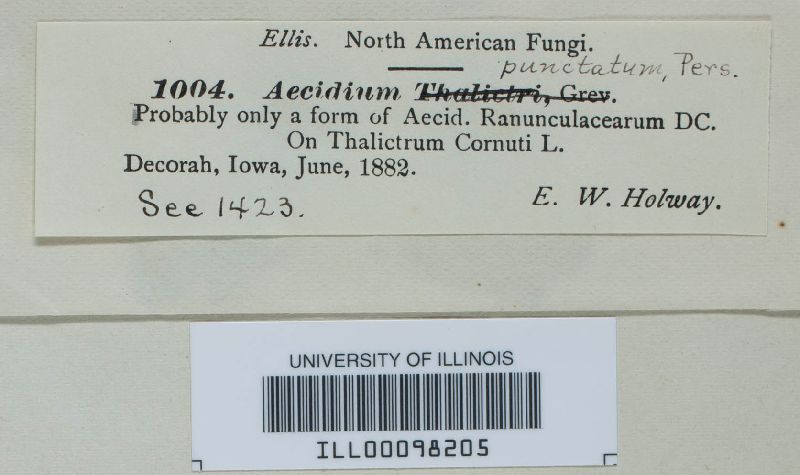 Ellis. North American Fungi.
punctatum, Pers.
1004. Aecidium Thalictri, Grev.
Probably only a form of Aecid. Ranunculacearum DC.
On Thalictrum Cornuti L.
Decorah, Iowa, June, 1882.
See 1423.
E. W. Holway.
UNIVERSITY OF ILLINOIS
ILL00098205